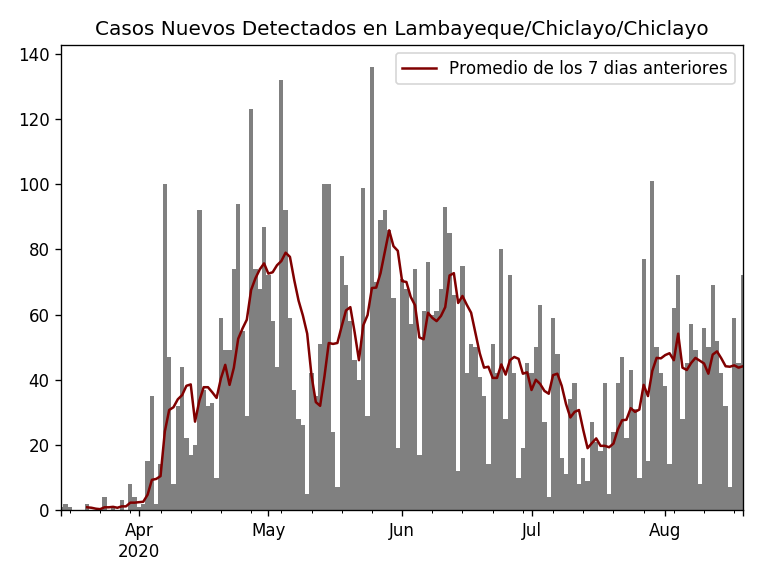 Casos Nuevos Detectados en Lambayeque/Chiclayo/Chiclayo
Promedio de los 7 dias anteriores
140
120
100
80
60
40
20
0
Apr
2020
May
Jun
Jul
Aug